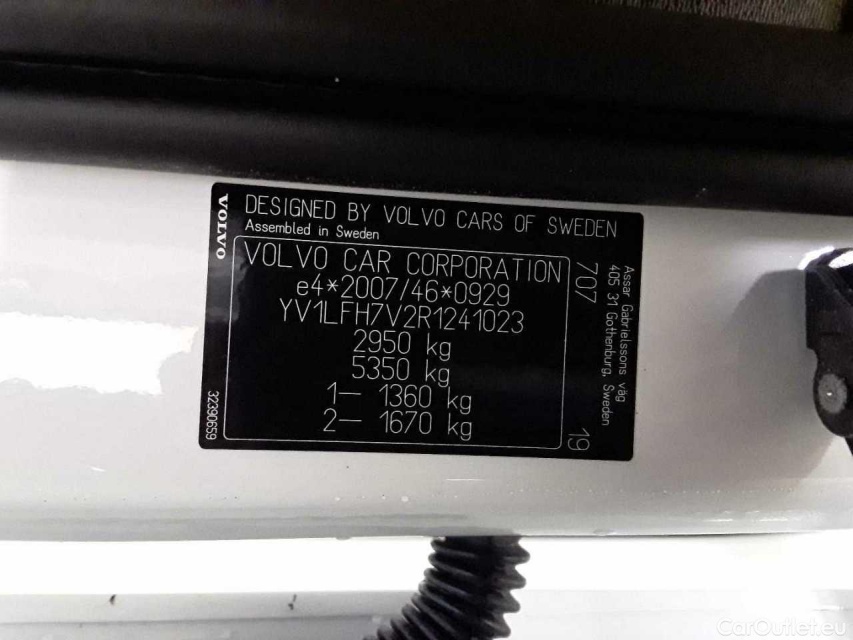 VOLVO
DESIGNED BY VOLVO CARS OF SWEDEN
Assembled in Sweden
VOLVO CAR CORPORATION
e4*2007/46*0929
YV1LFH7V2R1241023
2950 kg
5350 kg
1– 1360 kg
2– 1670 kg
707
19
Assar Gabrielssons väg
405 31 Gothenburg, Sweden
32390659
CarOutlet.eu